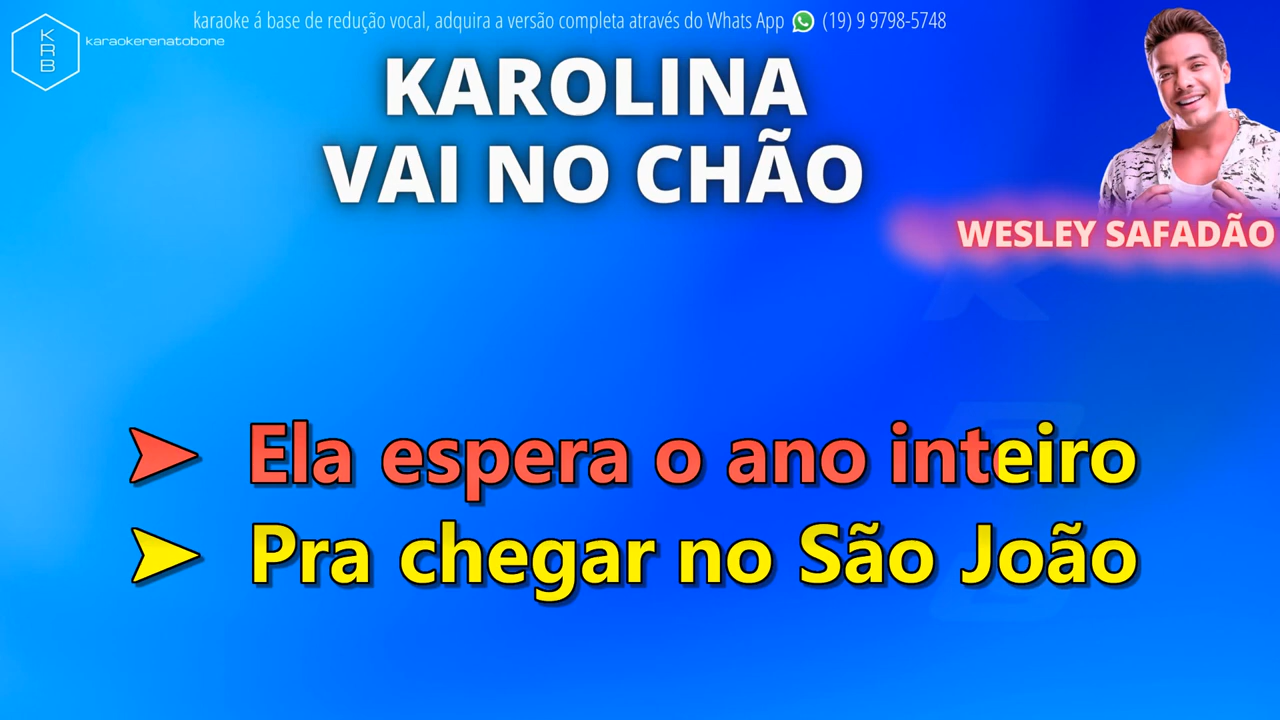 karaoke á base de redução vocal, adquira a versão completa através do Whats App (19) 9 9798-5748
K
R
B
karaokerenatobone
KAROLINA
VAI NO CHÃO
WESLEY SAFADÃO
Ela espera o ano inteiro
Pra chegar no São João